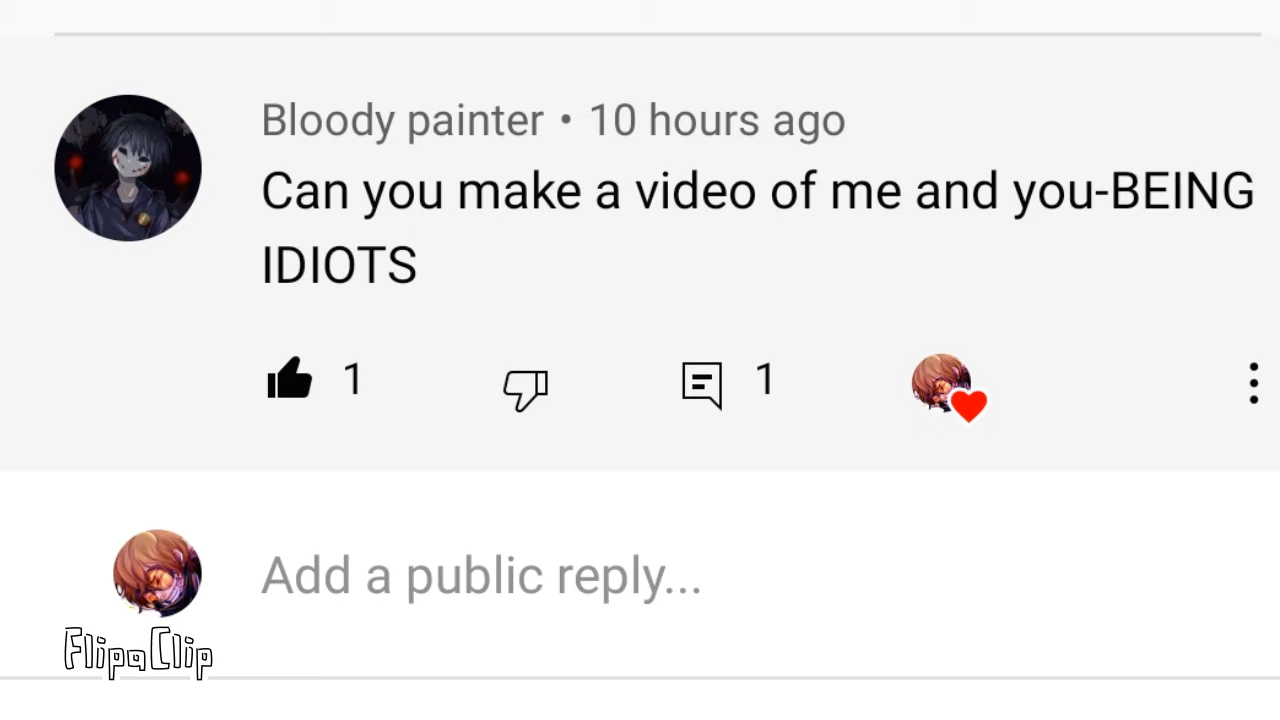 Bloody painter • 10 hours ago
Can you make a video of me and you-BEING
IDIOTS
1 1
Add a public reply...
FlipaClip